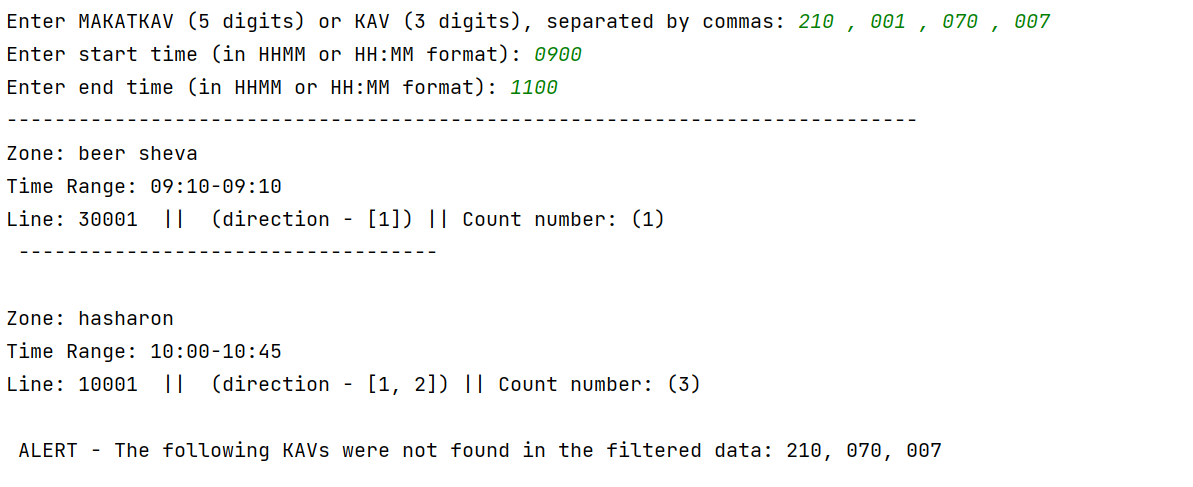 Enter MAKATKAV (5 digits) or KAV (3 digits), separated by commas: 210 , 001 , 070 , 007
Enter start time (in HHMM or HH:MM format): 0900
Enter end time (in HHMM or HH:MM format): 1100
----------------------------------------------------------------------------
Zone: beer sheva
Time Range: 09:10-09:10
Line: 30001  ||  (direction - [1]) || Count number: (1)
 -----------------------------------
Zone: hasharon
Time Range: 10:00-10:45
Line: 10001  ||  (direction - [1, 2]) || Count number: (3)
 ALERT - The following KAVs were not found in the filtered data: 210, 070, 007